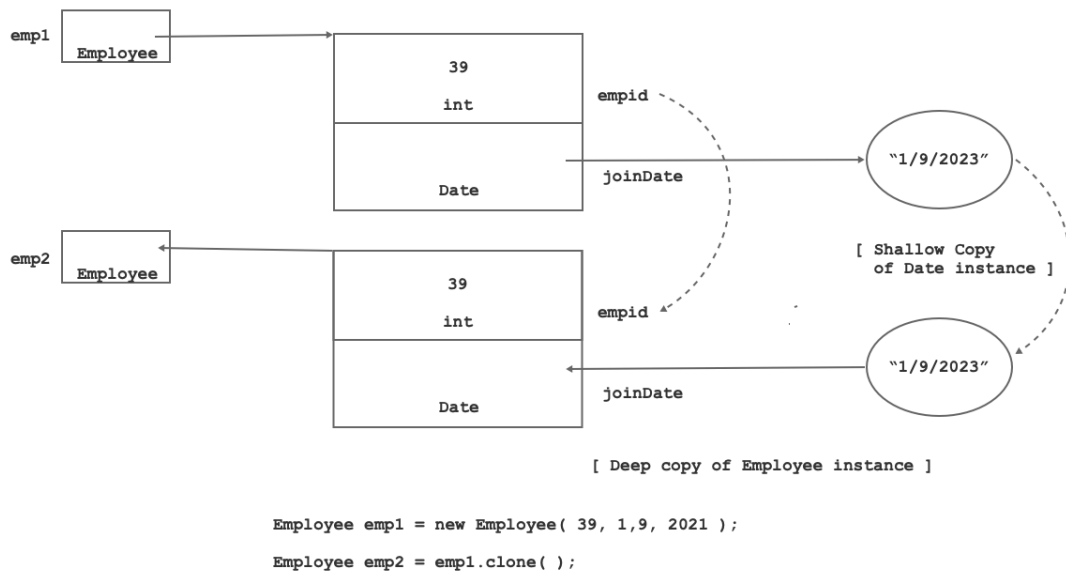 emp1
Employee
39
int
empid
Date
joinDate
“1/9/2023”
emp2
Employee
[ Shallow Copy
of Date instance ]
39
int
empid
Date
joinDate
“1/9/2023”
[ Deep copy of Employee instance ]
Employee emp1 = new Employee( 39, 1,9, 2021 );
Employee emp2 = emp1.clone( );